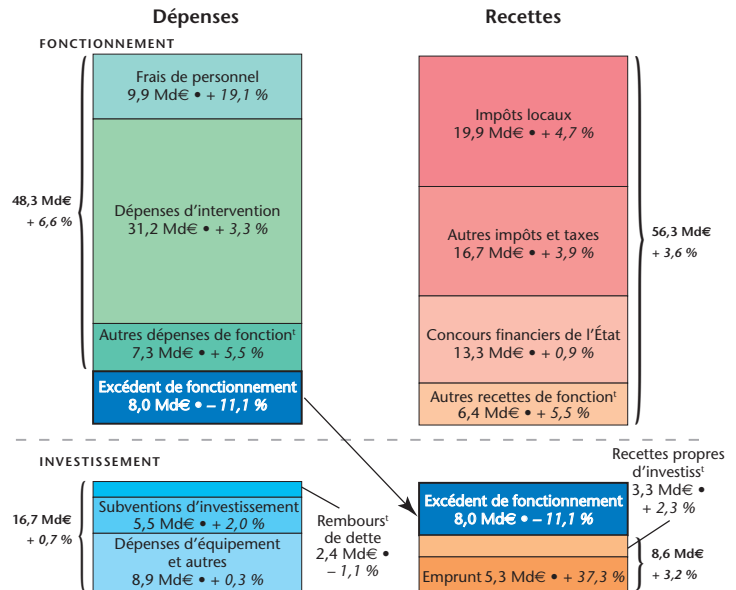 Dépenses
Recettes
FONCTIONNEMENT
Frais de personnel
9,9 Md€ • + 19,1 %
Dépenses d’intervention
31,2 Md€ • + 3,3 %
48,3 Md€
+ 6,6 %
Autres dépenses de fonctionᵗ
7,3 Md€ • + 5,5 %
Excédent de fonctionnement
8,0 Md€ • – 11,1 %
Impôts locaux
19,9 Md€ • + 4,7 %
Autres impôts et taxes
16,7 Md€ • + 3,9 %
56,3 Md€
+ 3,6 %
Concours financiers de l’État
13,3 Md€ • + 0,9 %
Autres recettes de fonctionᵗ
6,4 Md€ • + 5,5 %
INVESTISSEMENT
16,7 Md€
+ 0,7 %
Subventions d’investissement
5,5 Md€ • + 2,0 %
Dépenses d’équipement
et autres
8,9 Md€ • + 0,3 %
Remboursᵗ
de dette
2,4 Md€ •
– 1,1 %
Excédent de fonctionnement
8,0 Md€ • – 11,1 %
Recettes propres
d’investissᵗ
3,3 Md€ •
+ 2,3 %
Emprunt 5,3 Md€ • + 37,3 %
8,6 Md€
+ 3,2 %